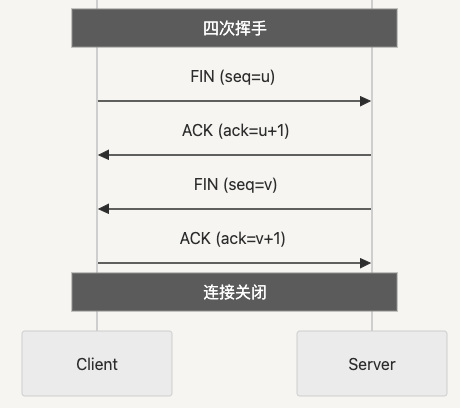 四次挥手
FIN (seq=u)
ACK (ack=u+1)
FIN (seq=v)
ACK (ack=v+1)
连接关闭
Client
Server